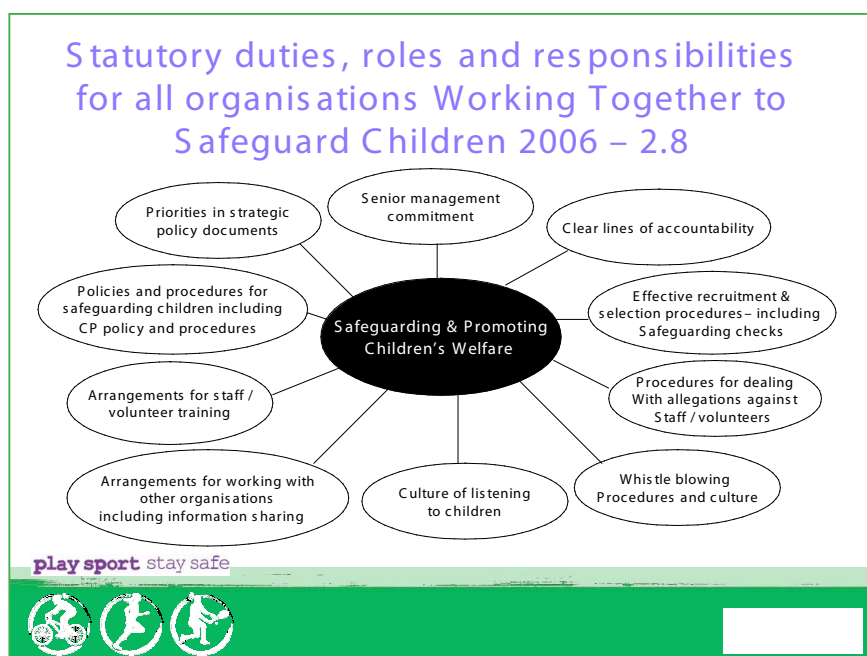 Statutory duties, roles and responsibilities
for all organisations Working Together to
Safeguard Children 2006 – 2.8
Senior management
commitment
Priorities in strategic
policy documents
Clear lines of accountability
Policies and procedures for
safeguarding children including
CP policy and procedures
Safeguarding & Promoting
Children's Welfare
Effective recruitment &
selection procedures– including
Safeguarding checks
Arrangements for staff /
volunteer training
Procedures for dealing
With allegations against
Staff / volunteers
Arrangements for working with
other organisations
including information sharing
Culture of listening
to children
Whistle blowing
Procedures and culture
play sport stay safe